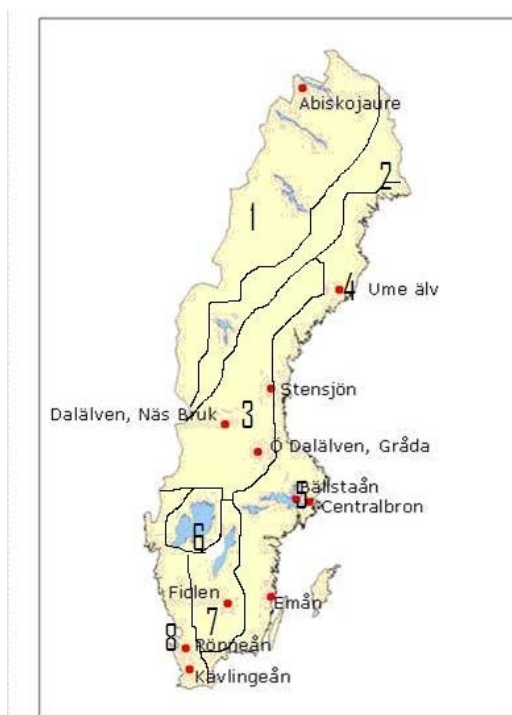 Abiskojaure
2
1
4 Ume älv
Stensjön
Dalälven, Näs Bruk
3
Ö Dalälven, Gråda
Bällstaån
5
Centralbron
6
Fiolen
Emån
7
8
Rönneån
Kävlingeån